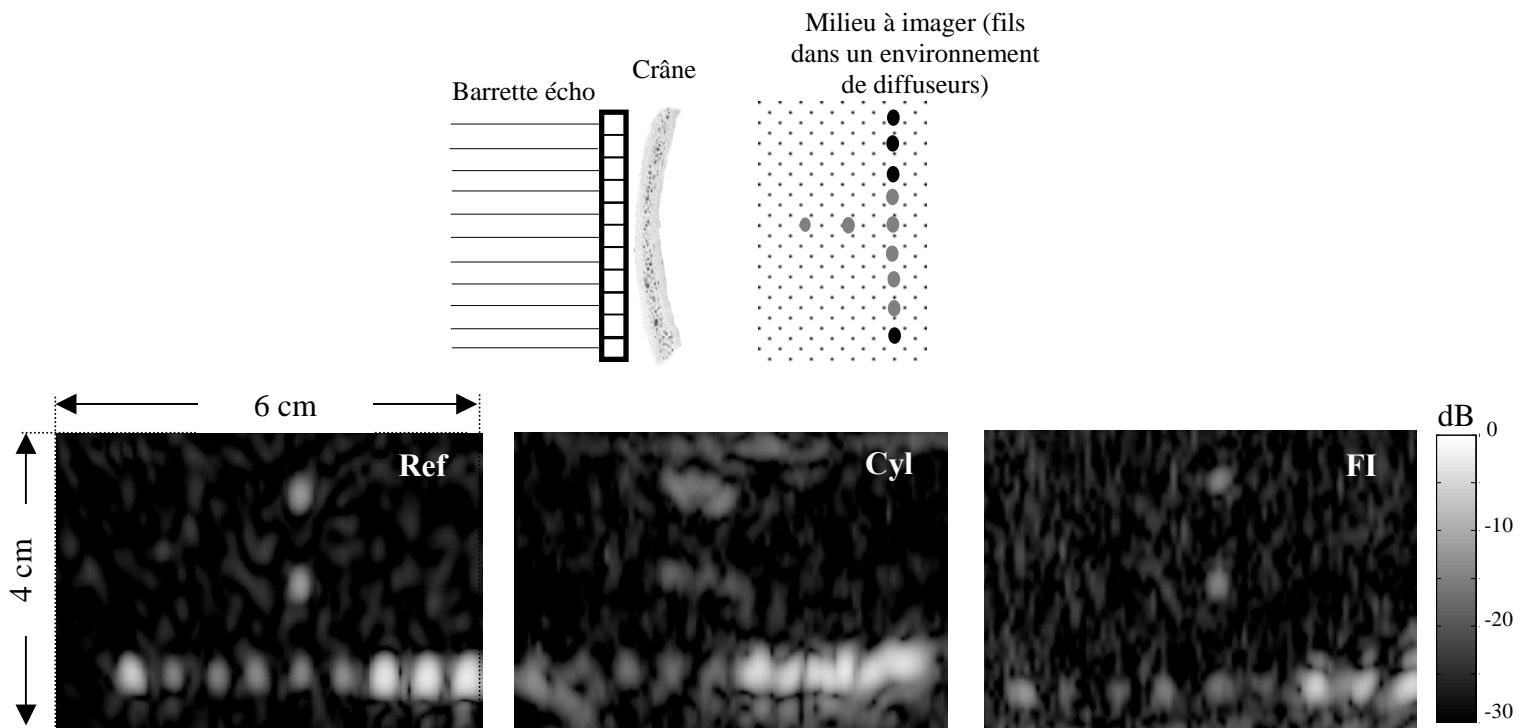 Milieu à imager (fils
dans un environnement
de diffuseurs)
Crâne
Barrette écho
6 cm
4 cm
Ref
Cyl
FI
dB
0
-10
-20
-30